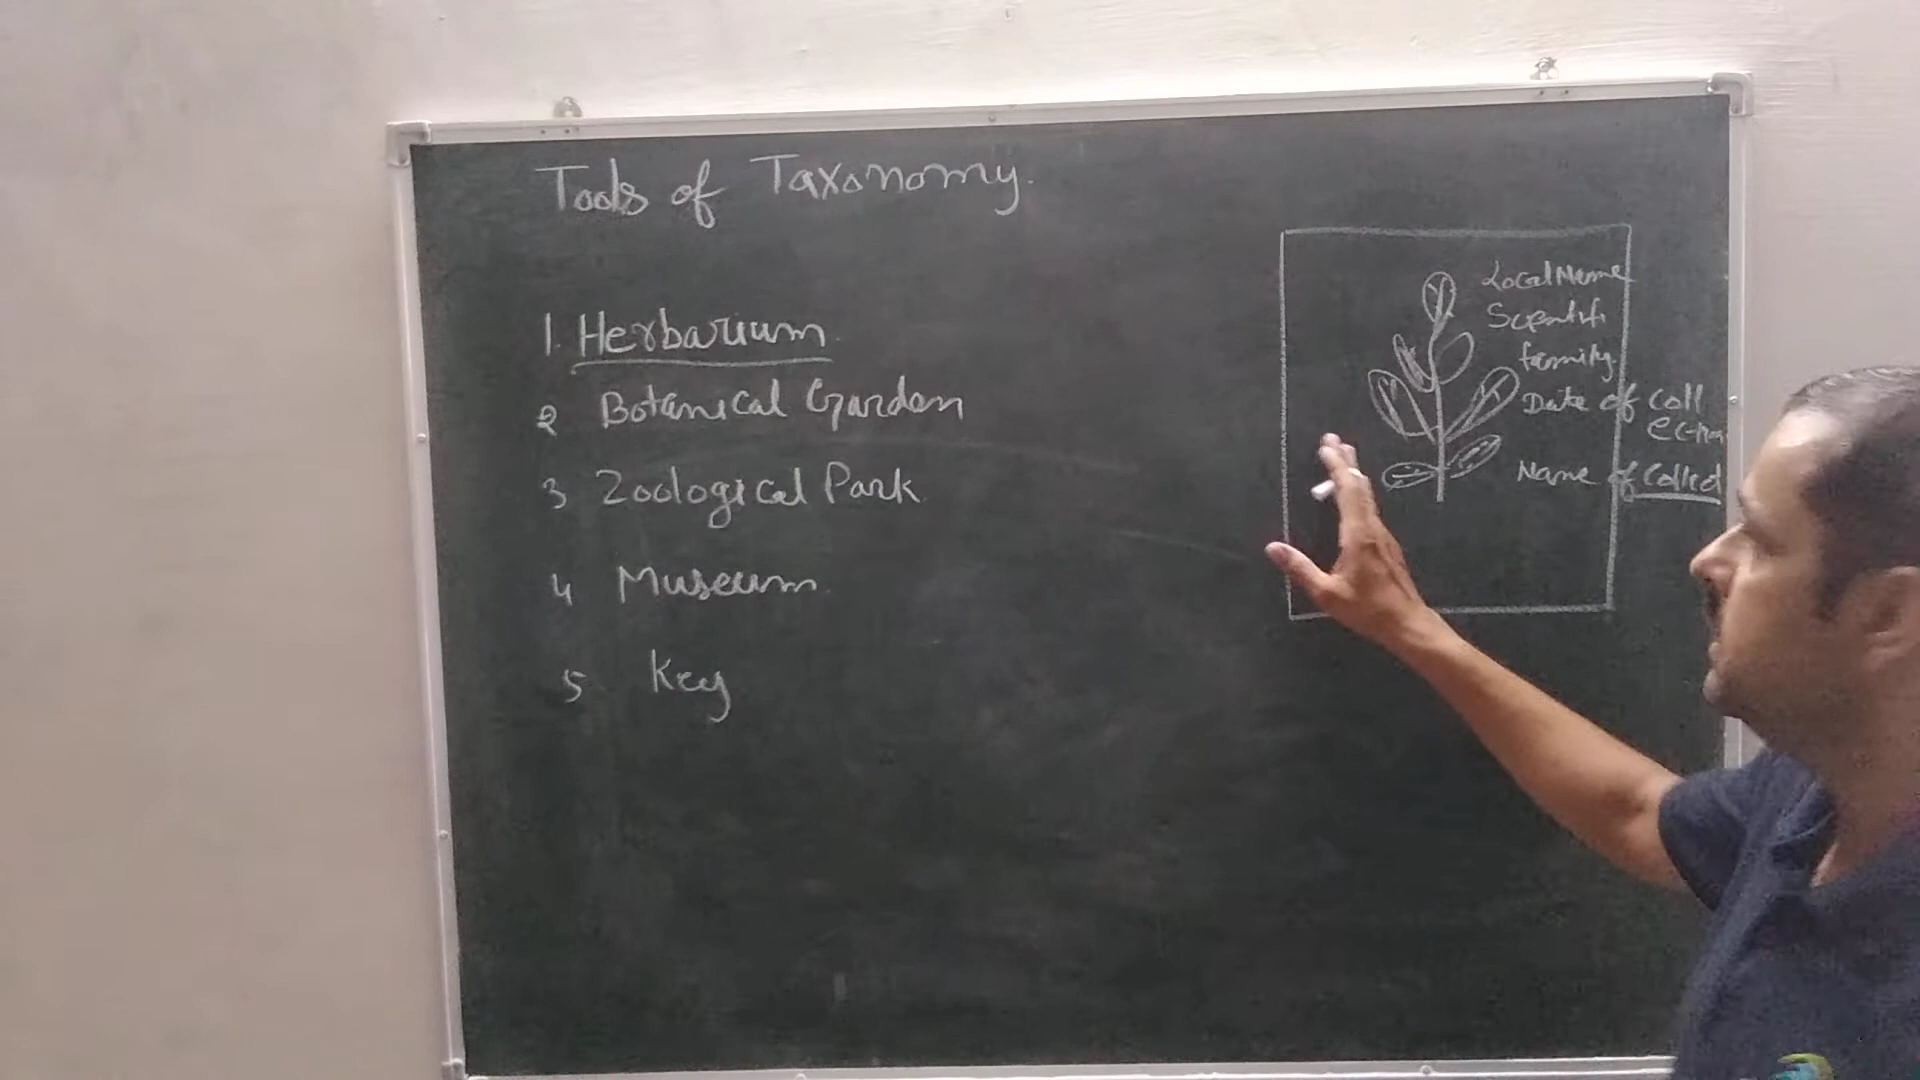 Tools of Taxonomy.
1. Herbarium.
2 Botanical Garden
3 Zoological Park
4 Museum.
5 Key
Local Name
Scientifi
family.
Date of Coll
ection
Name of Collect